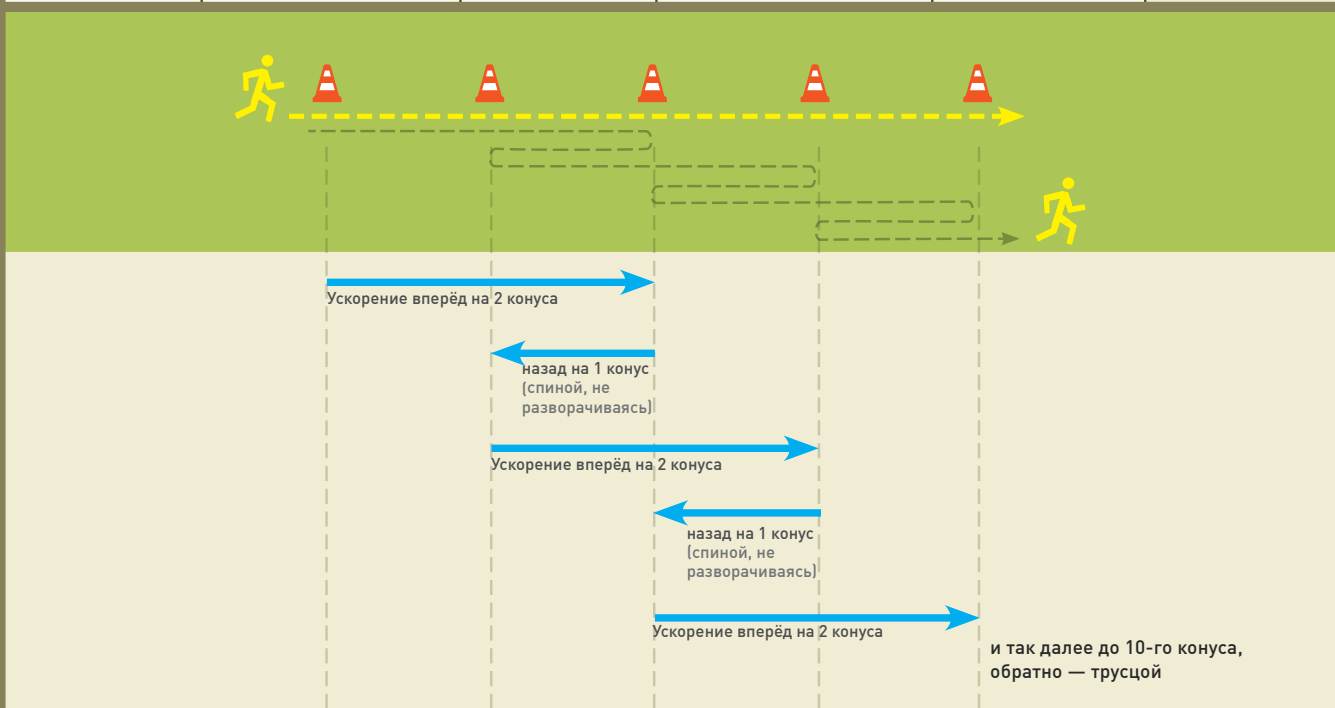 Ускорение вперёд на 2 конуса
назад на 1 конус
(спиной, не
разворачиваясь)
Ускорение вперёд на 2 конуса
назад на 1 конус
(спиной, не
разворачиваясь)
Ускорение вперёд на 2 конуса
и так далее до 10-го конуса,
обратно — трусцой